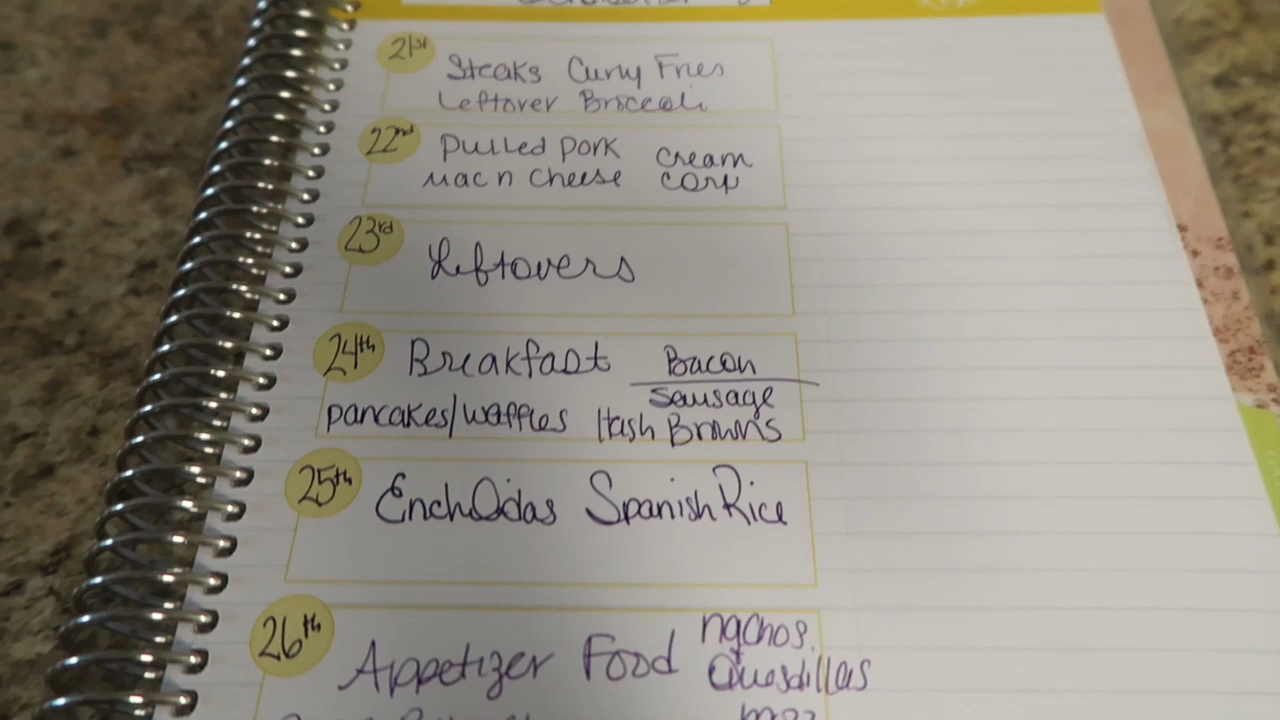 21st
Steaks Curly Fries
Leftover Broccoli
22nd
Pulled pork cream
Mac n cheese corn
23rd
Leftovers
24th
Breakfast Bacon
sausage
pancakes/waffles Hash Browns
25th
Enchiladas Spanish Rice
26th
nachos,
Appetizer Food Quesdillas